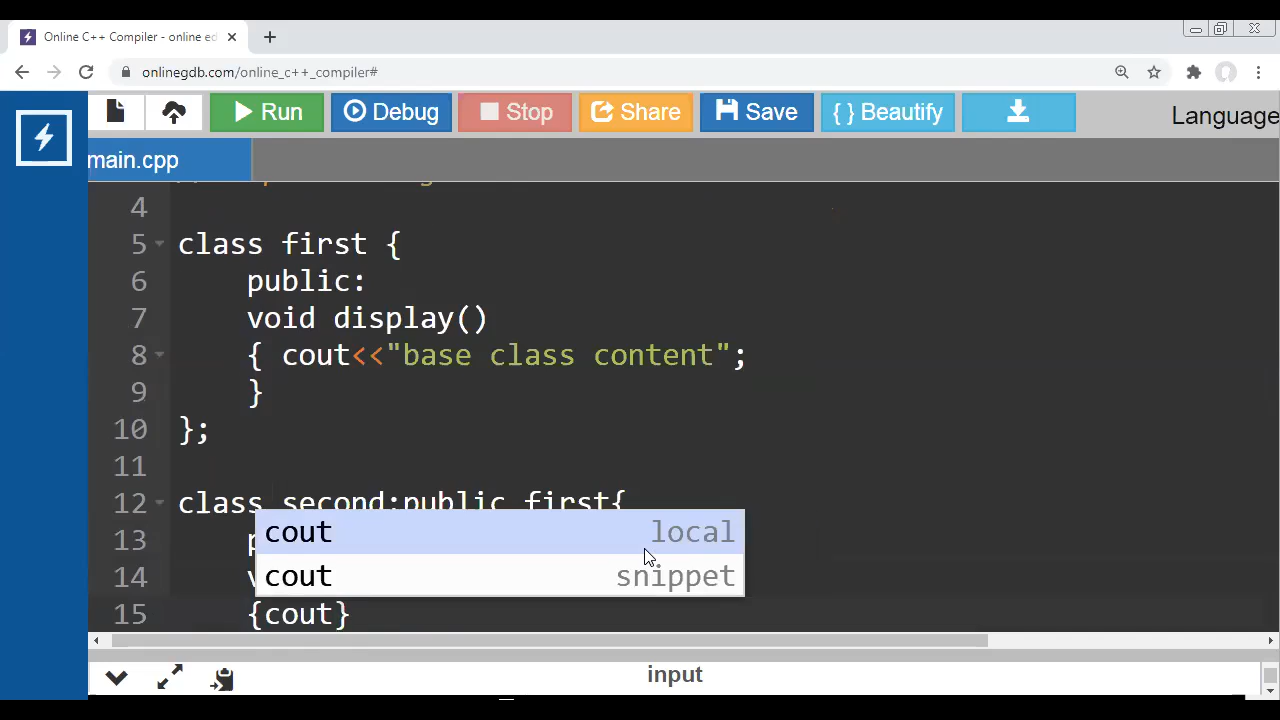 Online C++ Compiler - online ed
onlinegdb.com/online_c++_compiler#
Run Debug Stop Share Save { } Beautify Language
main.cpp
4
5 class first {
6 public:
7 void display()
8 { cout<<"base class content";
9 }
10 };
11
12 class second:public first{
13 p
cout local
14 v
cout snippet
15 {cout}
input